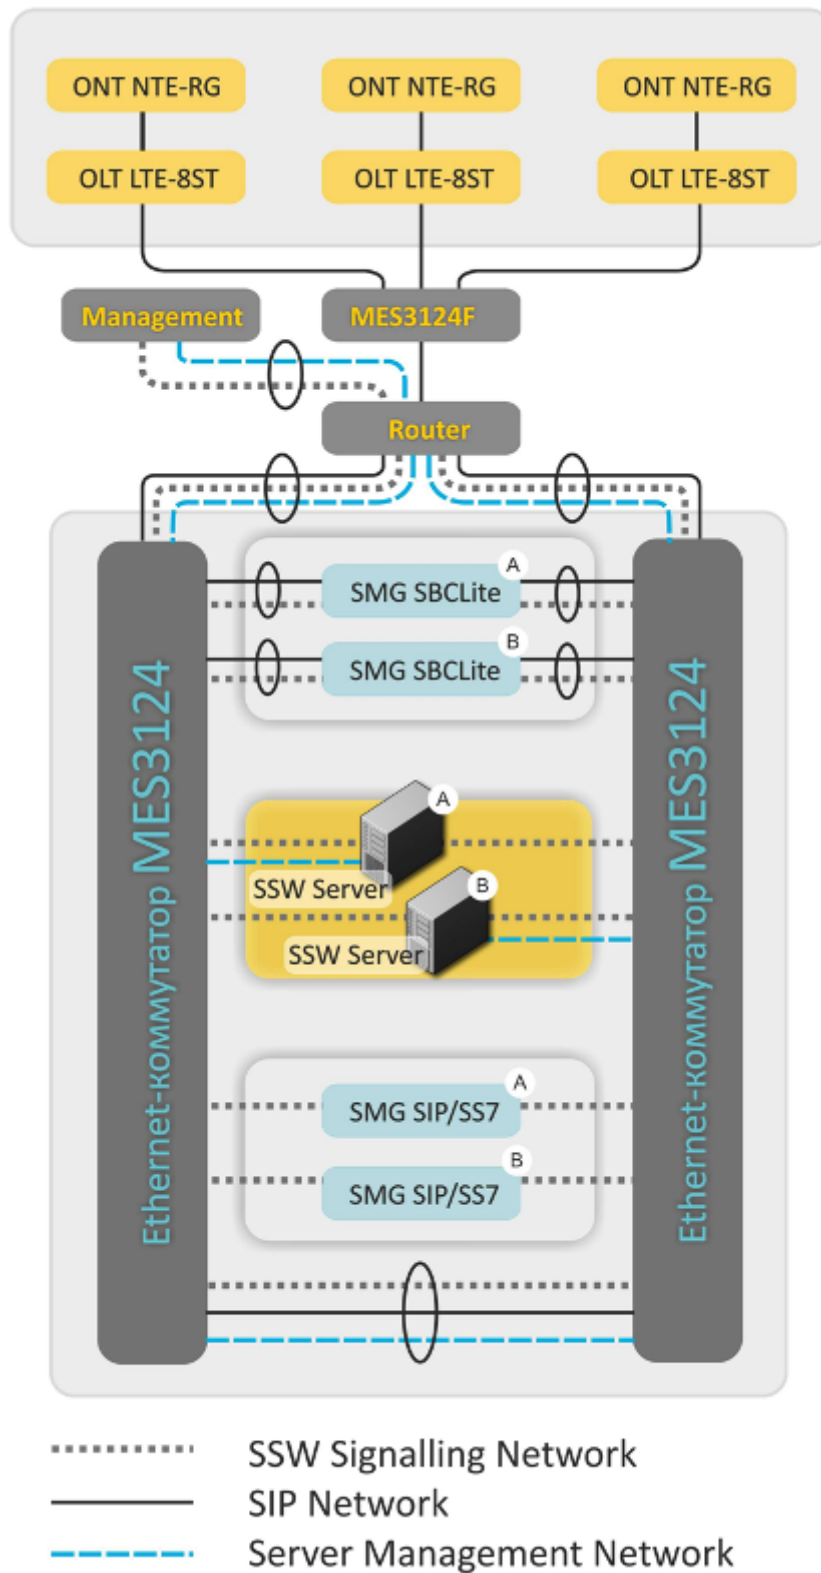 ONT NTE-RG
ONT NTE-RG
ONT NTE-RG
OLT LTE-8ST
OLT LTE-8ST
OLT LTE-8ST
Management
MES3124F
Router
A
SMG SBCLite
B
SMG SBCLite
Ethernet-коммутатор MES3124
Ethernet-коммутатор MES3124
A
SSW Server
B
SSW Server
A
SMG SIP/SS7
B
SMG SIP/SS7
SSW Signalling Network
SIP Network
Server Management Network